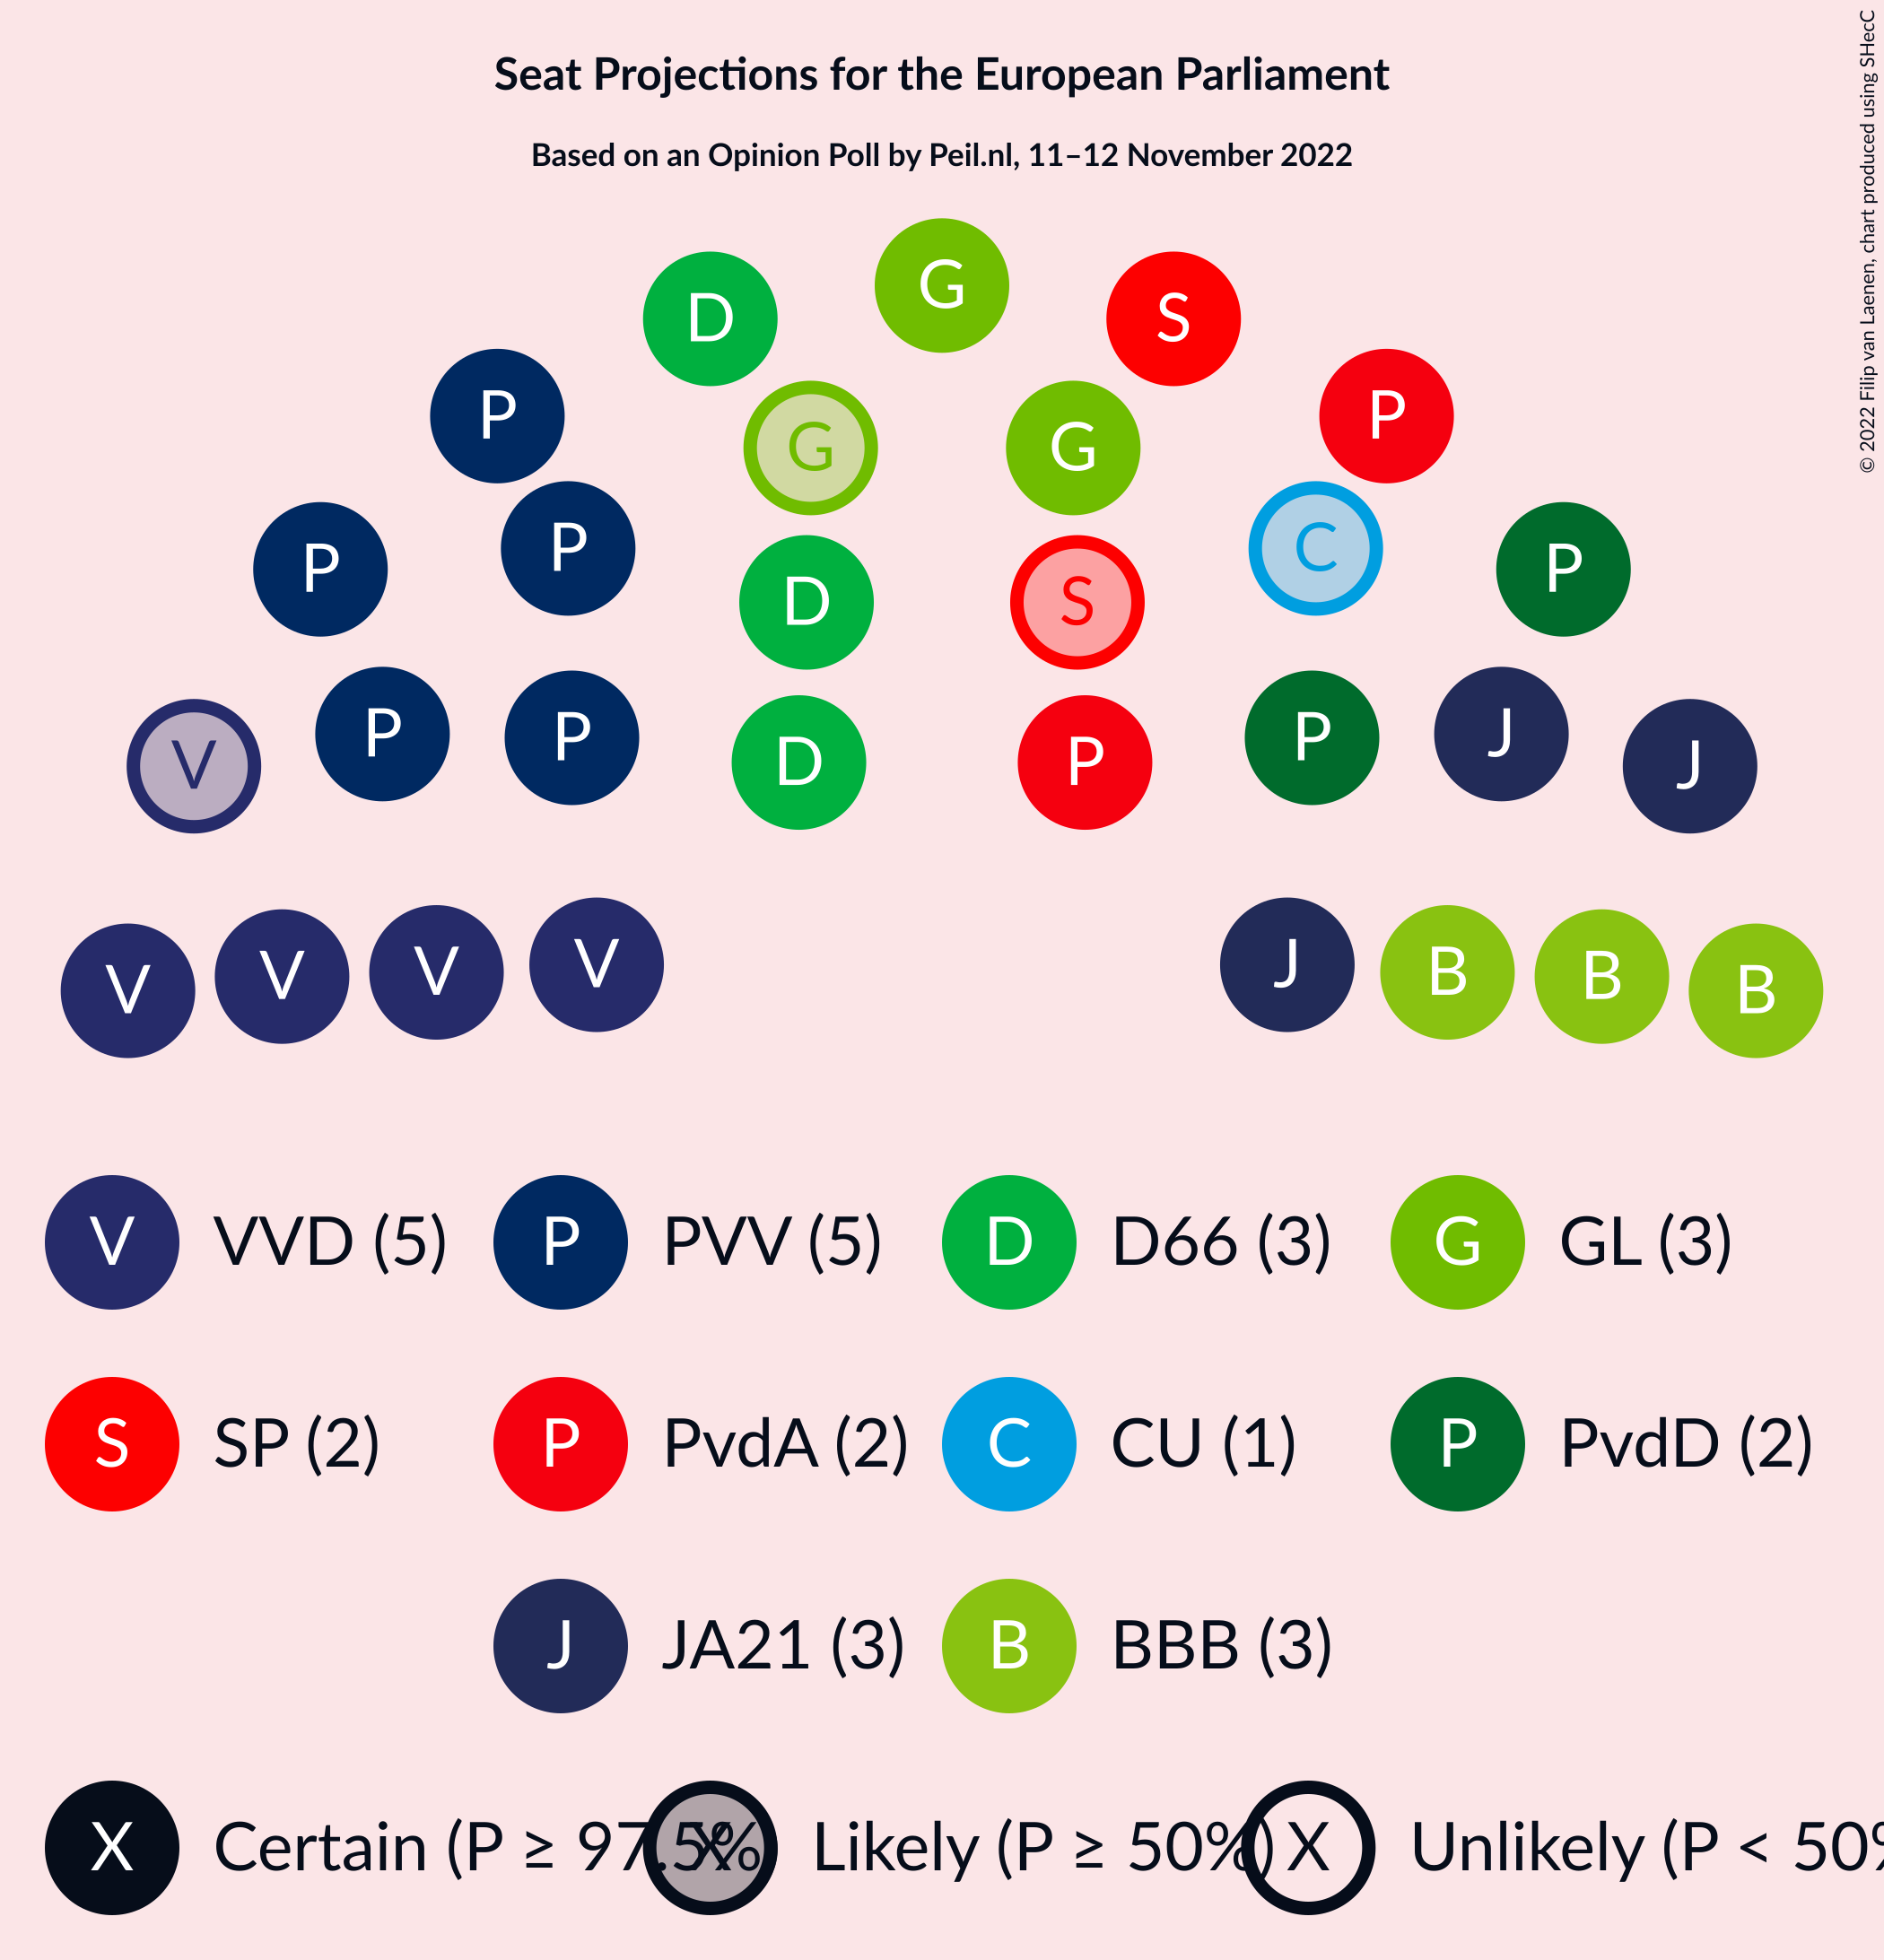 Seat Projections for the European Parliament
Based on an Opinion Poll by Peil.nl, 11–12 November 2022
© 2022 Filip van Laenen, chart produced using SHecC
G
D S
P P
G G
P P C P
D S
V P P D P P J J
V V V V J B B B
V VVD (5) P PVV (5) D D66 (3) G GL (3)
S SP (2) P PvdA (2) C CU (1) P PvdD (2)
J JA21 (3) B BBB (3)
X Certain (P ≥ 97.5% X Likely (P ≥ 50%) X Unlikely (P < 50%